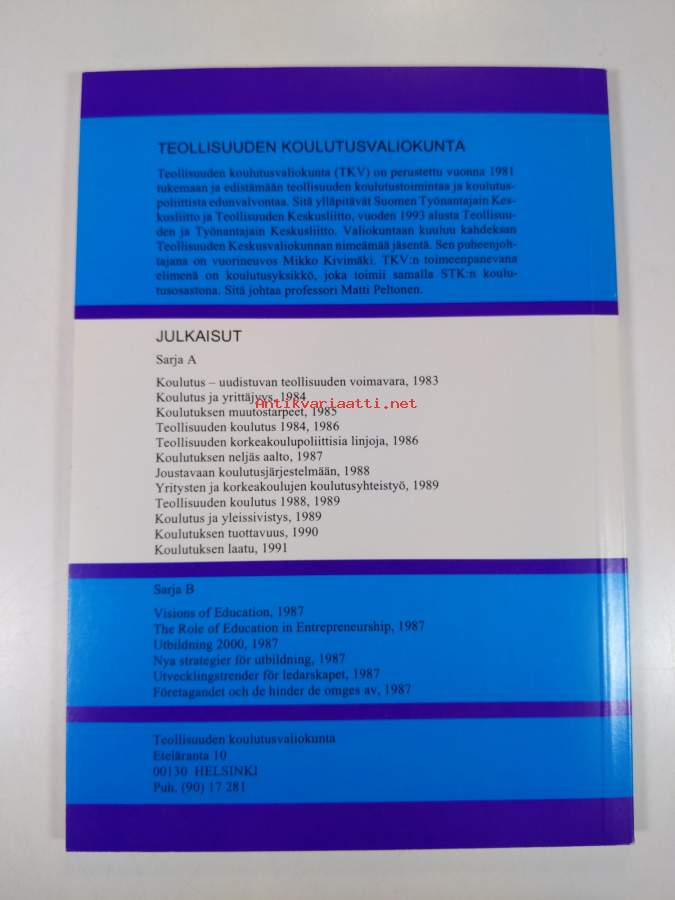 TEOLLISUUDEN KOULUTUSVALIOKUNTA
Teollisuuden koulutusvaliokunta (TKV) on perustettu vuonna 1981
tukemaan ja edistämään teollisuuden koulutustoimintaa ja koulutus-
poliittista edunvalvontaa. Sitä ylläpitävät Suomen Työnantajain Kes-
kusliitto ja Teollisuuden Keskusliitto, vuoden 1993 alusta Teollisuu-
den ja Työnantajain Keskusliitto. Valiokuntaan kuuluu kahdeksan
Teollisuuden Keskusvaliokunnan nimeämää jäsentä. Sen puheenjoh-
tajana on vuorineuvos Mikko Kivimäki. TKV:n toimeenpanevana
elimenä on koulutusyksikkö, joka toimii samalla STK:n koulu-
tusosastona. Sitä johtaa professori Matti Peltonen.
JULKAISUT
Sarja A
Koulutus – uudistuvan teollisuuden voimavara, 1983
Koulutus ja yrittäjyys, 1984
Antikvariaatti.net
Koulutuksen muutostarpeet, 1985
Teollisuuden koulutus 1984, 1986
Teollisuuden korkeakoulupoliittisia linjoja, 1986
Koulutuksen neljäs aalto, 1987
Joustavaan koulutusjärjestelmään, 1988
Yritysten ja korkeakoulujen koulutusyhteistyö, 1989
Teollisuuden koulutus 1988, 1989
Koulutus ja yleissivistys, 1989
Koulutuksen tuottavuus, 1990
Koulutuksen laatu, 1991
Sarja B
Visions of Education, 1987
The Role of Education in Entrepreneurship, 1987
Utbildning 2000, 1987
Nya strategier för utbildning, 1987
Utvecklingstrender för ledarskapet, 1987
Företagandet och de hinder de omges av, 1987
Teollisuuden koulutusvaliokunta
Eteläranta 10
00130 HELSINKI
Puh. (90) 17 281